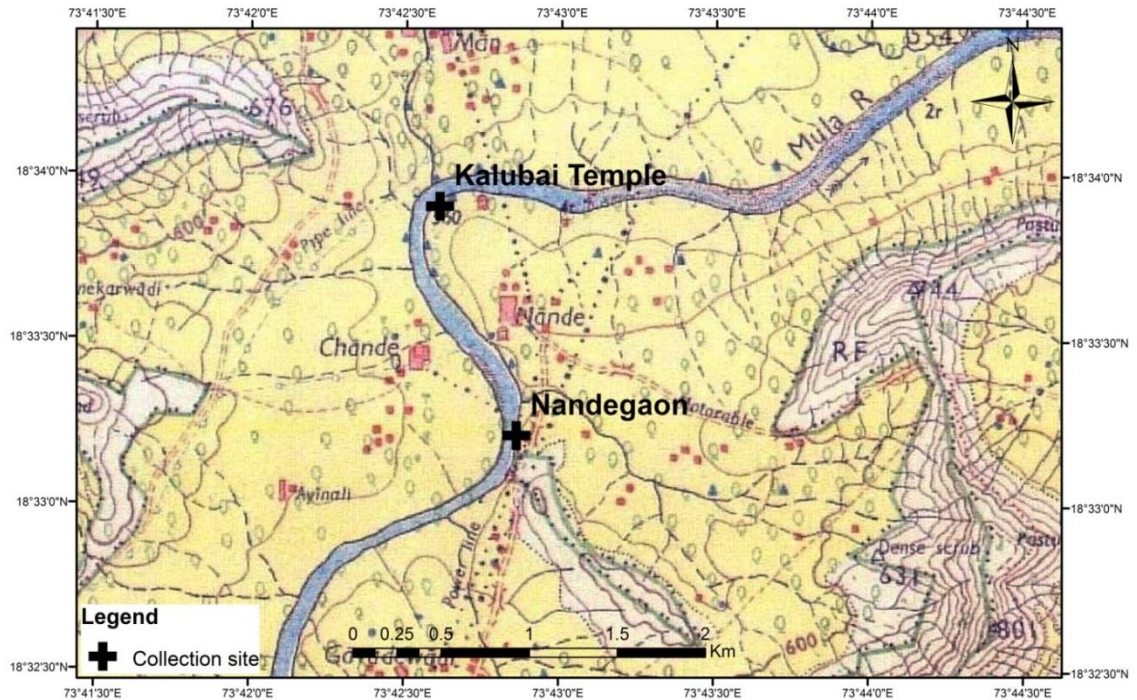 73°41'30"E 73°42'0"E 73°42'30"E 73°43'0"E 73°43'30"E 73°44'0"E 73°44'30"E
Mān
N
676
Mula R
2r
18°34'0"N
18°34'0"N
Kalubai Temple
Pipe line
Nānde
RF
18°33'30"N
18°33'30"N
Chānde
Nandegaon
Motorable
18°33'0"N
18°33'0"N
Power line
Dense scrub
631
Legend
Collection site
0 0.25 0.5 1 1.5 2
Km
600
801
18°32'30"N
18°32'30"N
73°41'30"E 73°42'0"E 73°42'30"E 73°43'0"E 73°43'30"E 73°44'0"E 73°44'30"E